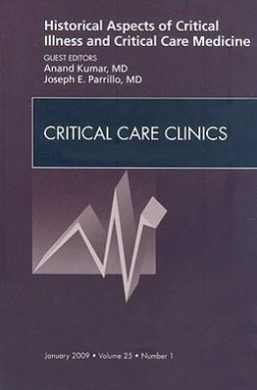 Historical Aspects of Critical
Illness and Critical Care Medicine
GUEST EDITORS
Anand Kumar, MD
Joseph E. Parrillo, MD
CRITICAL CARE CLINICS
January 2009 • Volume 25 • Number 1